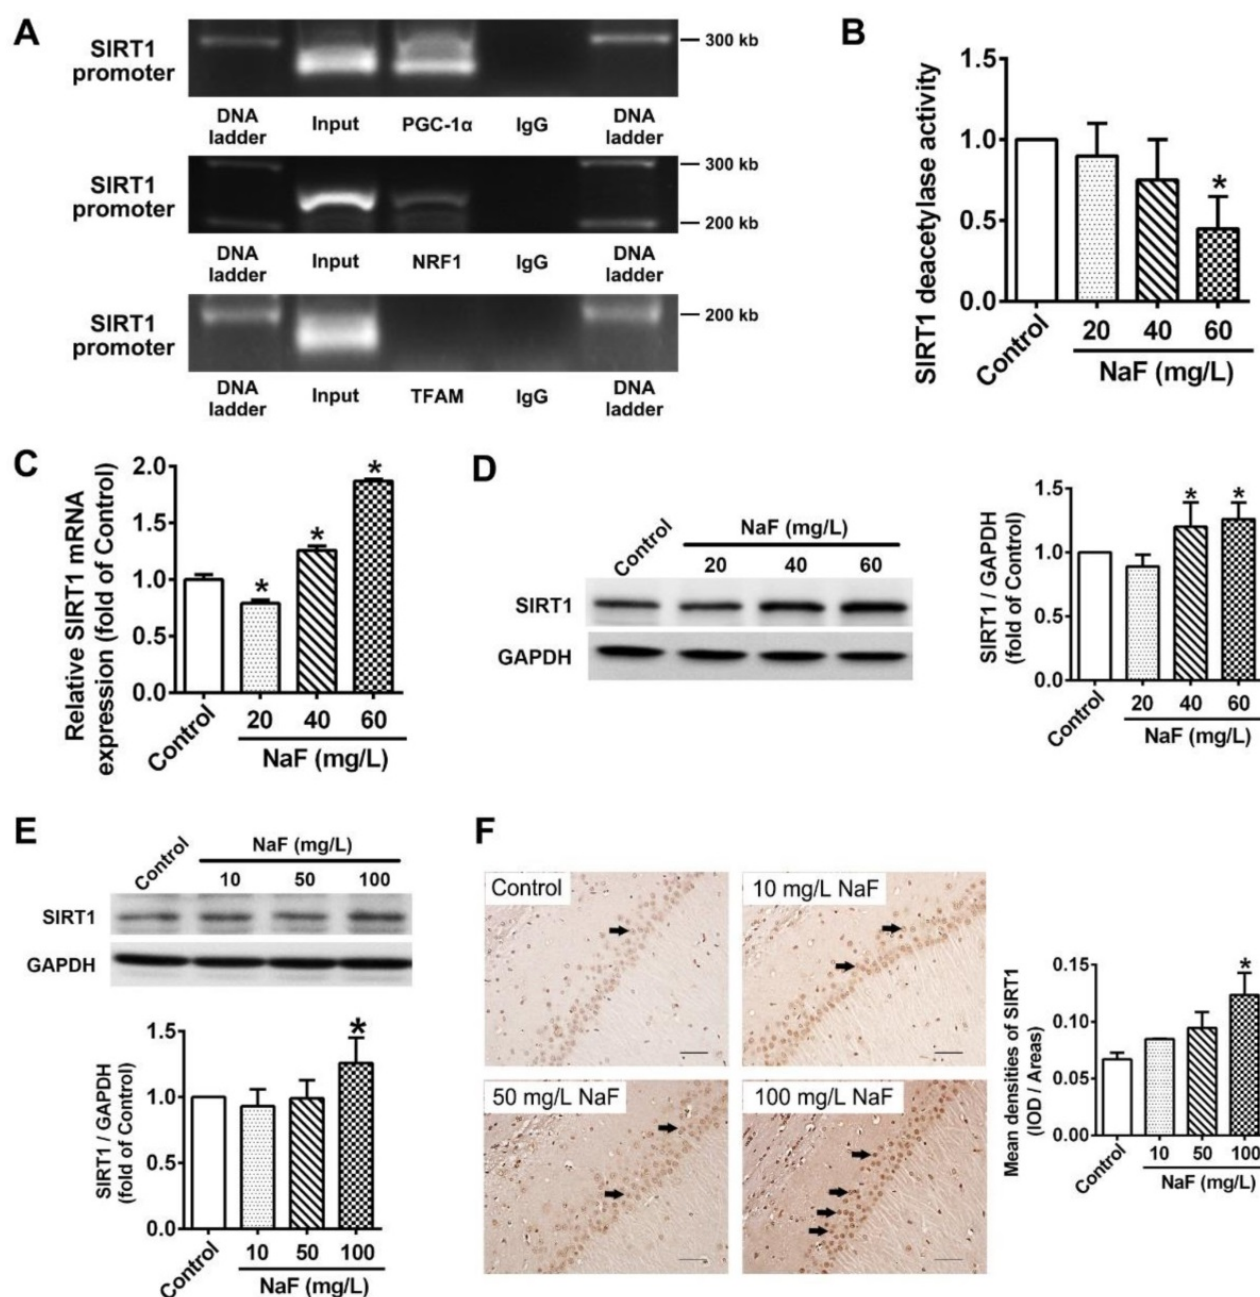 A
SIRT1
promoter
300 kb
DNA
ladder
Input
PGC-1α
IgG
DNA
ladder
SIRT1
promoter
300 kb
200 kb
DNA
ladder
Input
NRF1
IgG
DNA
ladder
SIRT1
promoter
200 kb
DNA
ladder
Input
TFAM
IgG
DNA
ladder
B
SIRT1 deacetylase activity
1.5
1.0
0.5
0.0
*
Control
20
40
60
NaF (mg/L)
C
Relative SIRT1 mRNA
expression (fold of Control)
2.0
1.5
1.0
0.5
0.0
*
*
*
Control
20
40
60
NaF (mg/L)
D
Control
NaF (mg/L)
20
40
60
SIRT1
GAPDH
SIRT1 / GAPDH
(fold of Control)
1.5
1.0
0.5
0.0
*
*
Control
20
40
60
NaF (mg/L)
E
Control
NaF (mg/L)
10
50
100
SIRT1
GAPDH
SIRT1 / GAPDH
(fold of Control)
1.5
1.0
0.5
0.0
*
Control
10
50
100
NaF (mg/L)
F
Control
10 mg/L NaF
50 mg/L NaF
100 mg/L NaF
Mean densities of SIRT1
(IOD / Areas)
0.15
0.10
0.05
0.00
*
Control
10
50
100
NaF (mg/L)